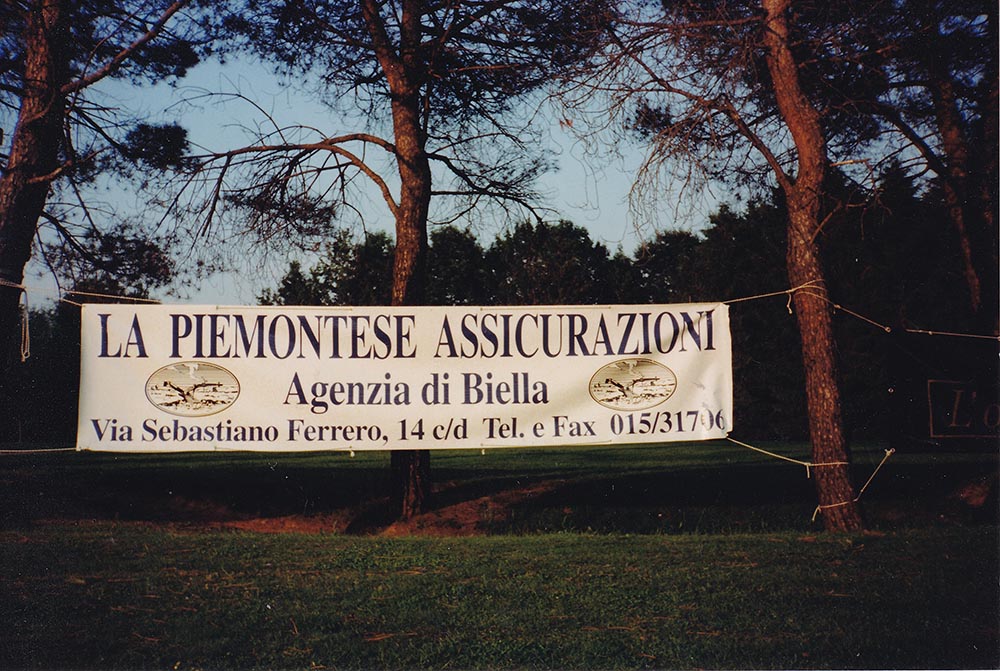 LA PIEMONTESE ASSICURAZIONI
Agenzia di Biella
Via Sebastiano Ferrero, 14 c/d Tel. e Fax 015/31706
L'